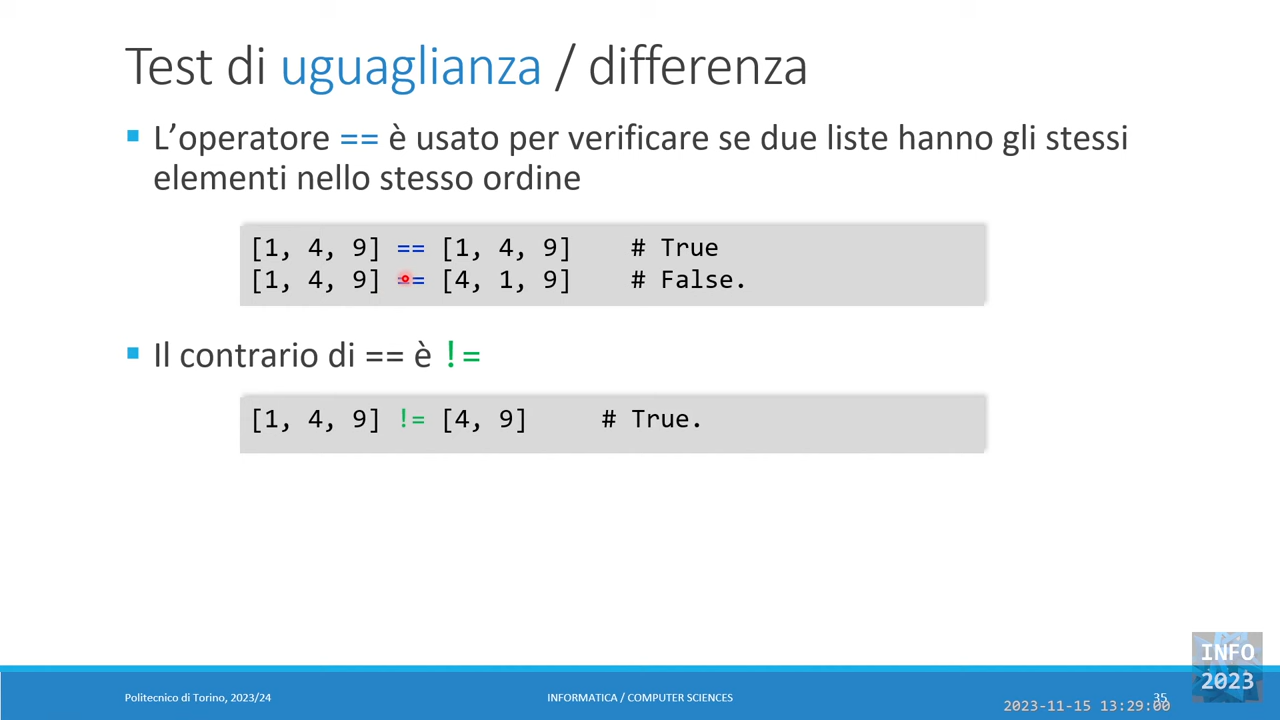 Test di uguaglianza / differenza
▪ L’operatore == è usato per verificare se due liste hanno gli stessi
elementi nello stesso ordine
[1, 4, 9] == [1, 4, 9]    # True
[1, 4, 9] == [4, 1, 9]    # False.
▪ Il contrario di == è !=
[1, 4, 9] != [4, 9]     # True.
INFO
2023
Politecnico di Torino, 2023/24
INFORMATICA / COMPUTER SCIENCES
35
2023-11-15 13:29:00